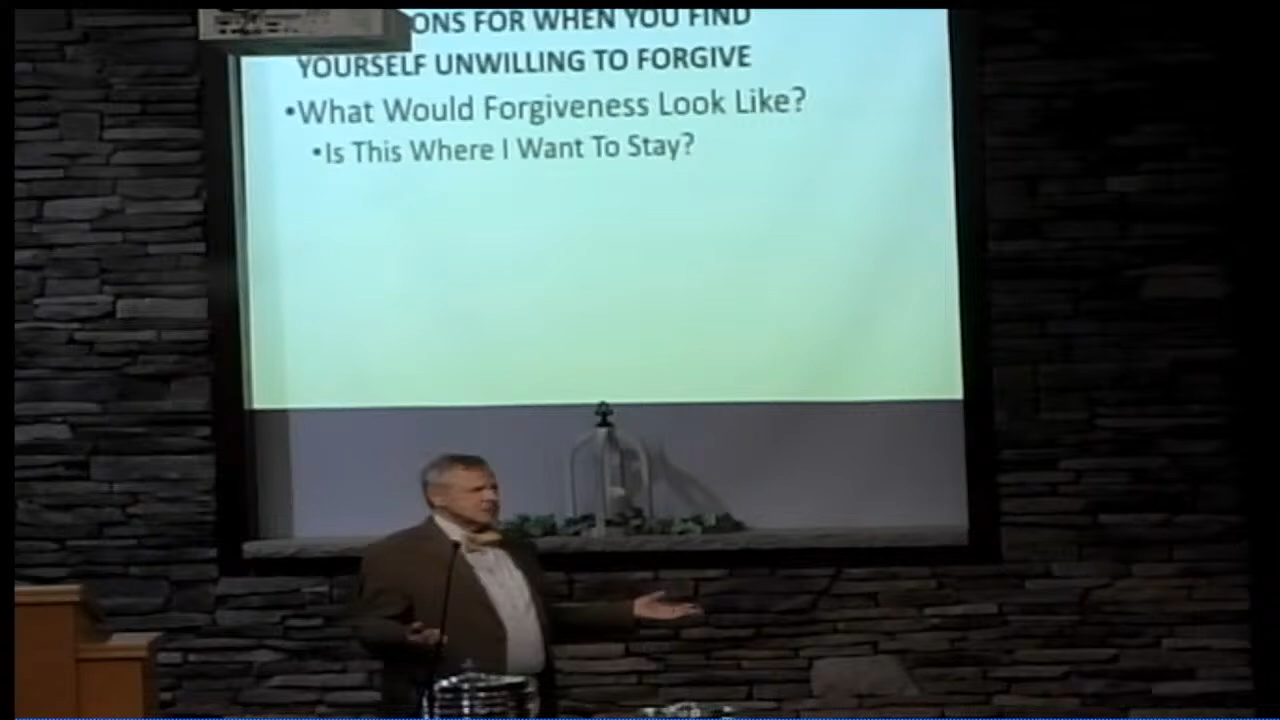 ONS FOR WHEN YOU FIND
YOURSELF UNWILLING TO FORGIVE
•What Would Forgiveness Look Like?
•Is This Where I Want To Stay?